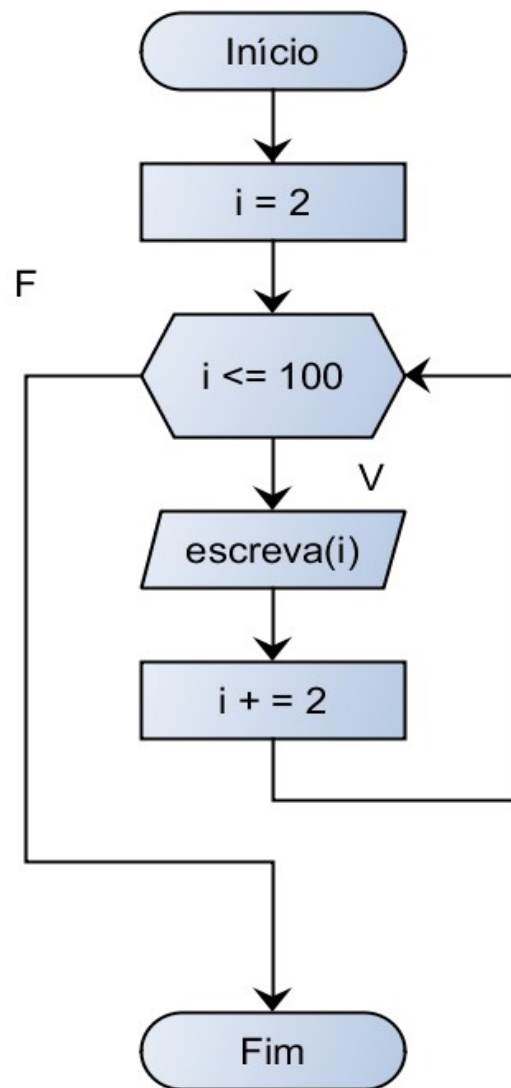 Início
i = 2
F
i <= 100
V
escreva(i)
i + = 2
Fim